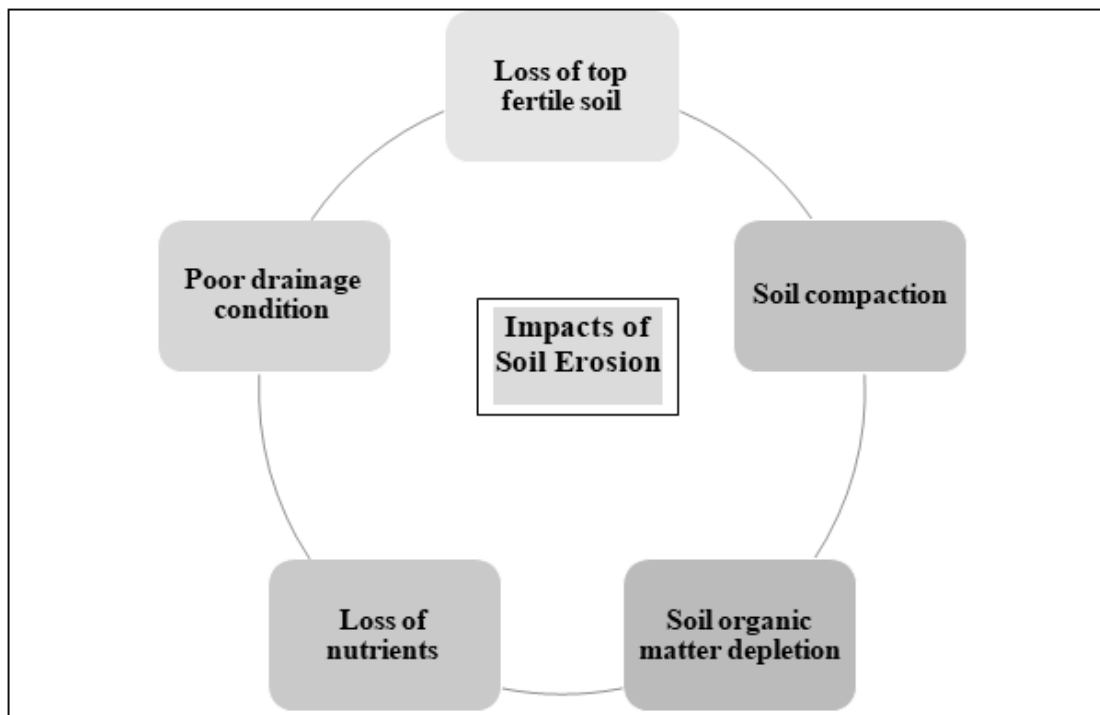 Loss of top
fertile soil
Poor drainage
condition
Soil compaction
Impacts of
Soil Erosion
Loss of
nutrients
Soil organic
matter depletion